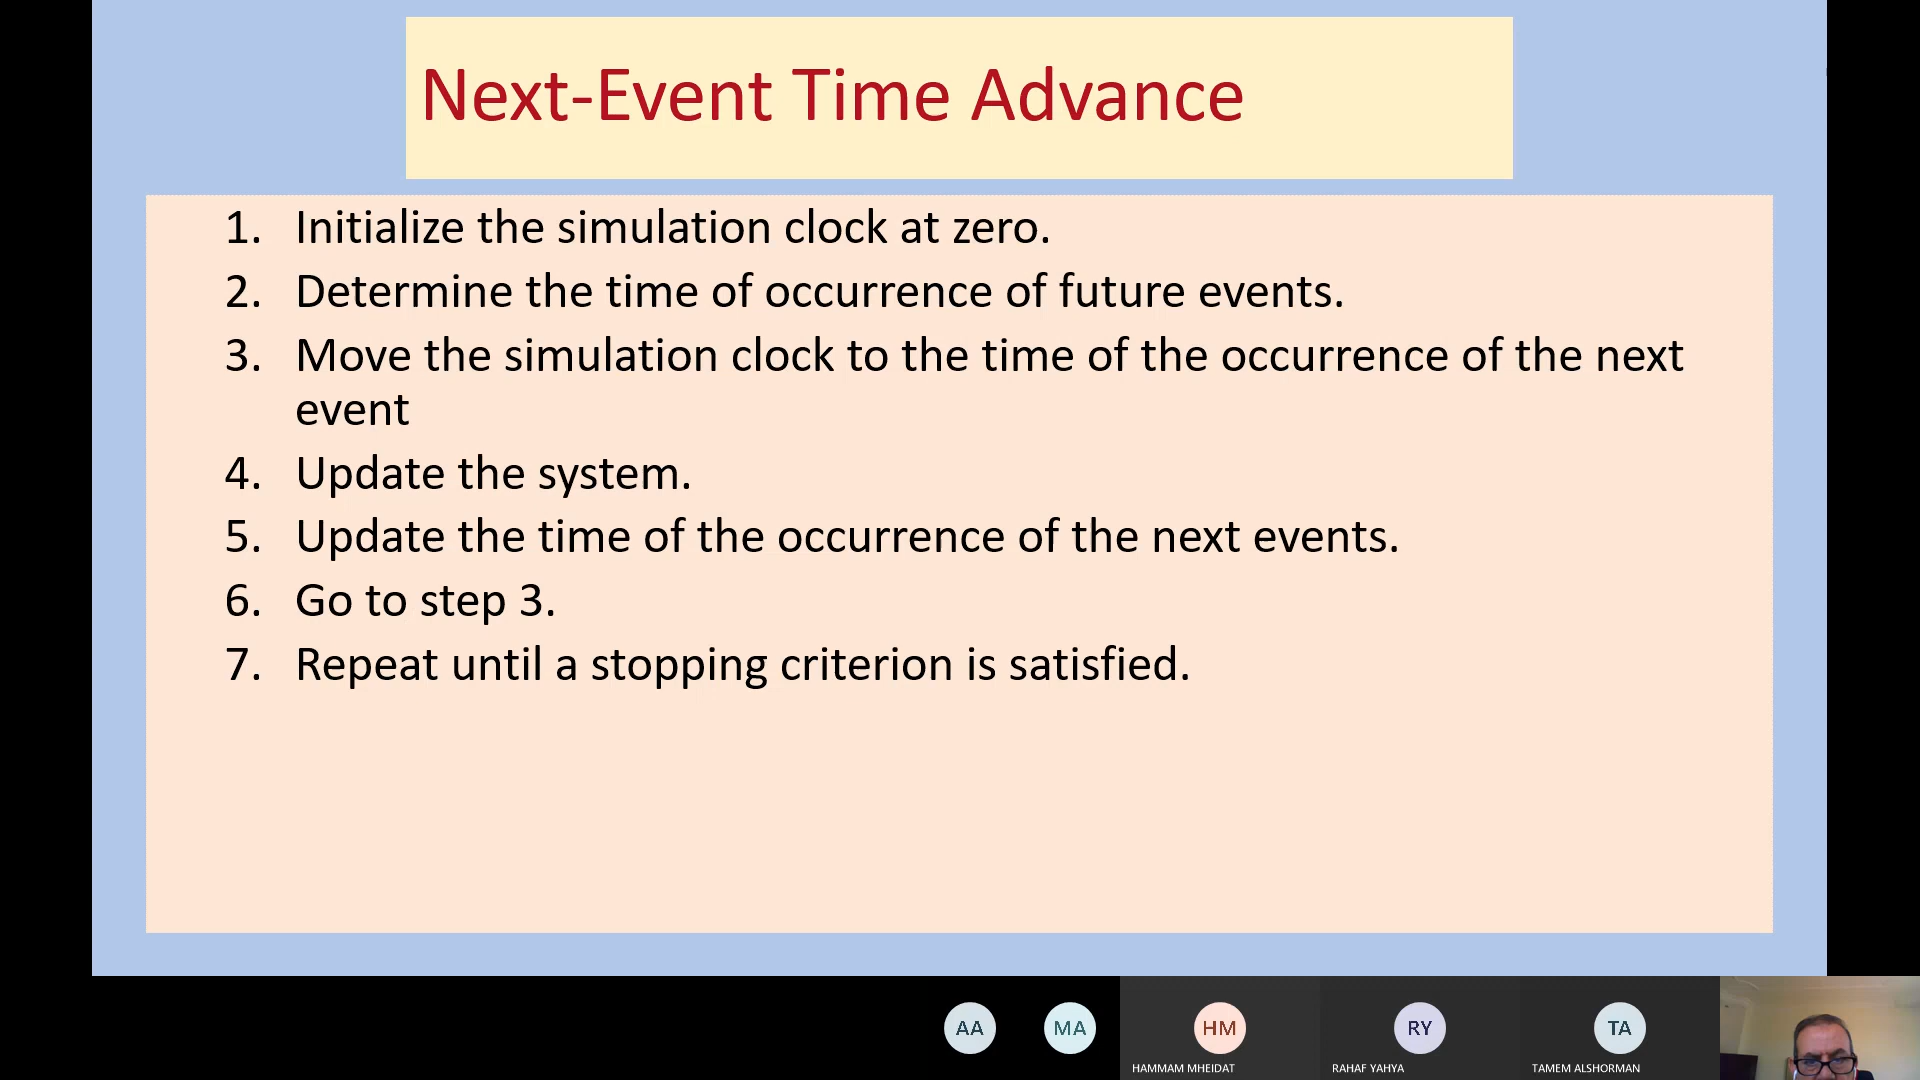 Next-Event Time Advance
1. Initialize the simulation clock at zero.
2. Determine the time of occurrence of future events.
3. Move the simulation clock to the time of the occurrence of the next
event
4. Update the system.
5. Update the time of the occurrence of the next events.
6. Go to step 3.
7. Repeat until a stopping criterion is satisfied.
AA MA HM RY TA
HAMMAM MHEIDAT RAHAF YAHYA TAMEM ALSHORMAN